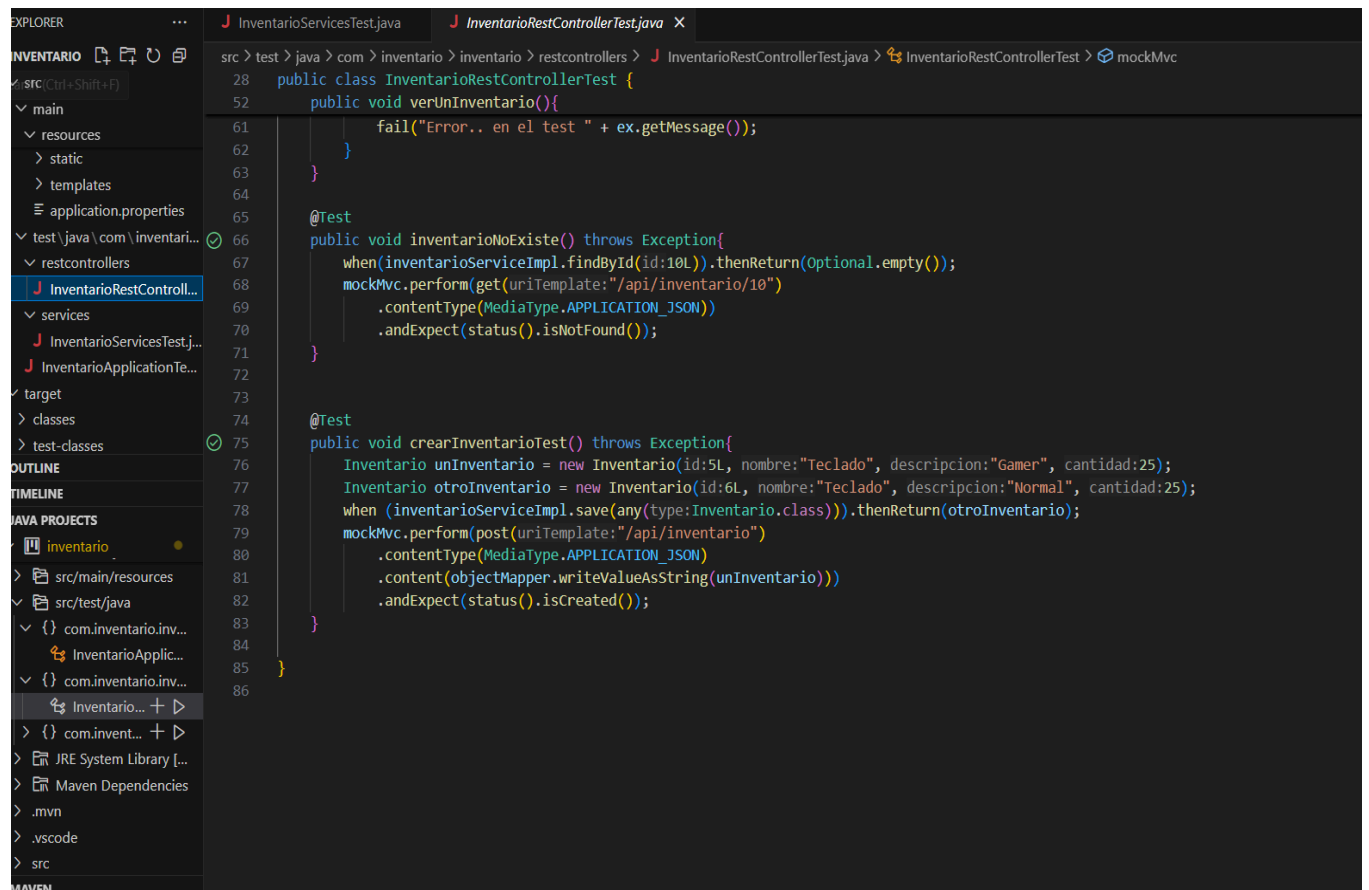 EXPLORER ...
INVENTARIO
src
(Ctrl+Shift+F)
main
resources
static
templates
application.properties
test\java\com\inventari...
restcontrollers
InventarioRestControll...
services
InventarioServicesTest.j...
InventarioApplicationTe...
target
classes
test-classes
OUTLINE
TIMELINE
JAVA PROJECTS
inventario
src/main/resources
src/test/java
{} com.inventario.inv...
InventarioApplic...
{} com.inventario.inv...
Inventario...
{} com.invent...
JRE System Library [...
Maven Dependencies
.mvn
.vscode
src
MAVEN
J InventarioServicesTest.java J InventarioRestControllerTest.java ×
src > test > java > com > inventario > inventario > restcontrollers > J InventarioRestControllerTest.java > InventarioRestControllerTest > mockMvc
28 public class InventarioRestControllerTest {
52 public void verUnInventario(){
61 fail("Error.. en el test " + ex.getMessage());
62 }
63 }
64
65 @Test
66 public void inventarioNoExiste() throws Exception{
67 when(inventarioServiceImpl.findById(id:10L)).thenReturn(Optional.empty());
68 mockMvc.perform(get(uriTemplate:"/api/inventario/10")
69 .contentType(MediaType.APPLICATION_JSON))
70 .andExpect(status().isNotFound());
71 }
72
73
74 @Test
75 public void crearInventarioTest() throws Exception{
76 Inventario unInventario = new Inventario(id:5L, nombre:"Teclado", descripcion:"Gamer", cantidad:25);
77 Inventario otroInventario = new Inventario(id:6L, nombre:"Teclado", descripcion:"Normal", cantidad:25);
78 when (inventarioServiceImpl.save(any(type:Inventario.class))).thenReturn(otroInventario);
79 mockMvc.perform(post(uriTemplate:"/api/inventario")
80 .contentType(MediaType.APPLICATION_JSON)
81 .content(objectMapper.writeValueAsString(unInventario)))
82 .andExpect(status().isCreated());
83 }
84
85 }
86